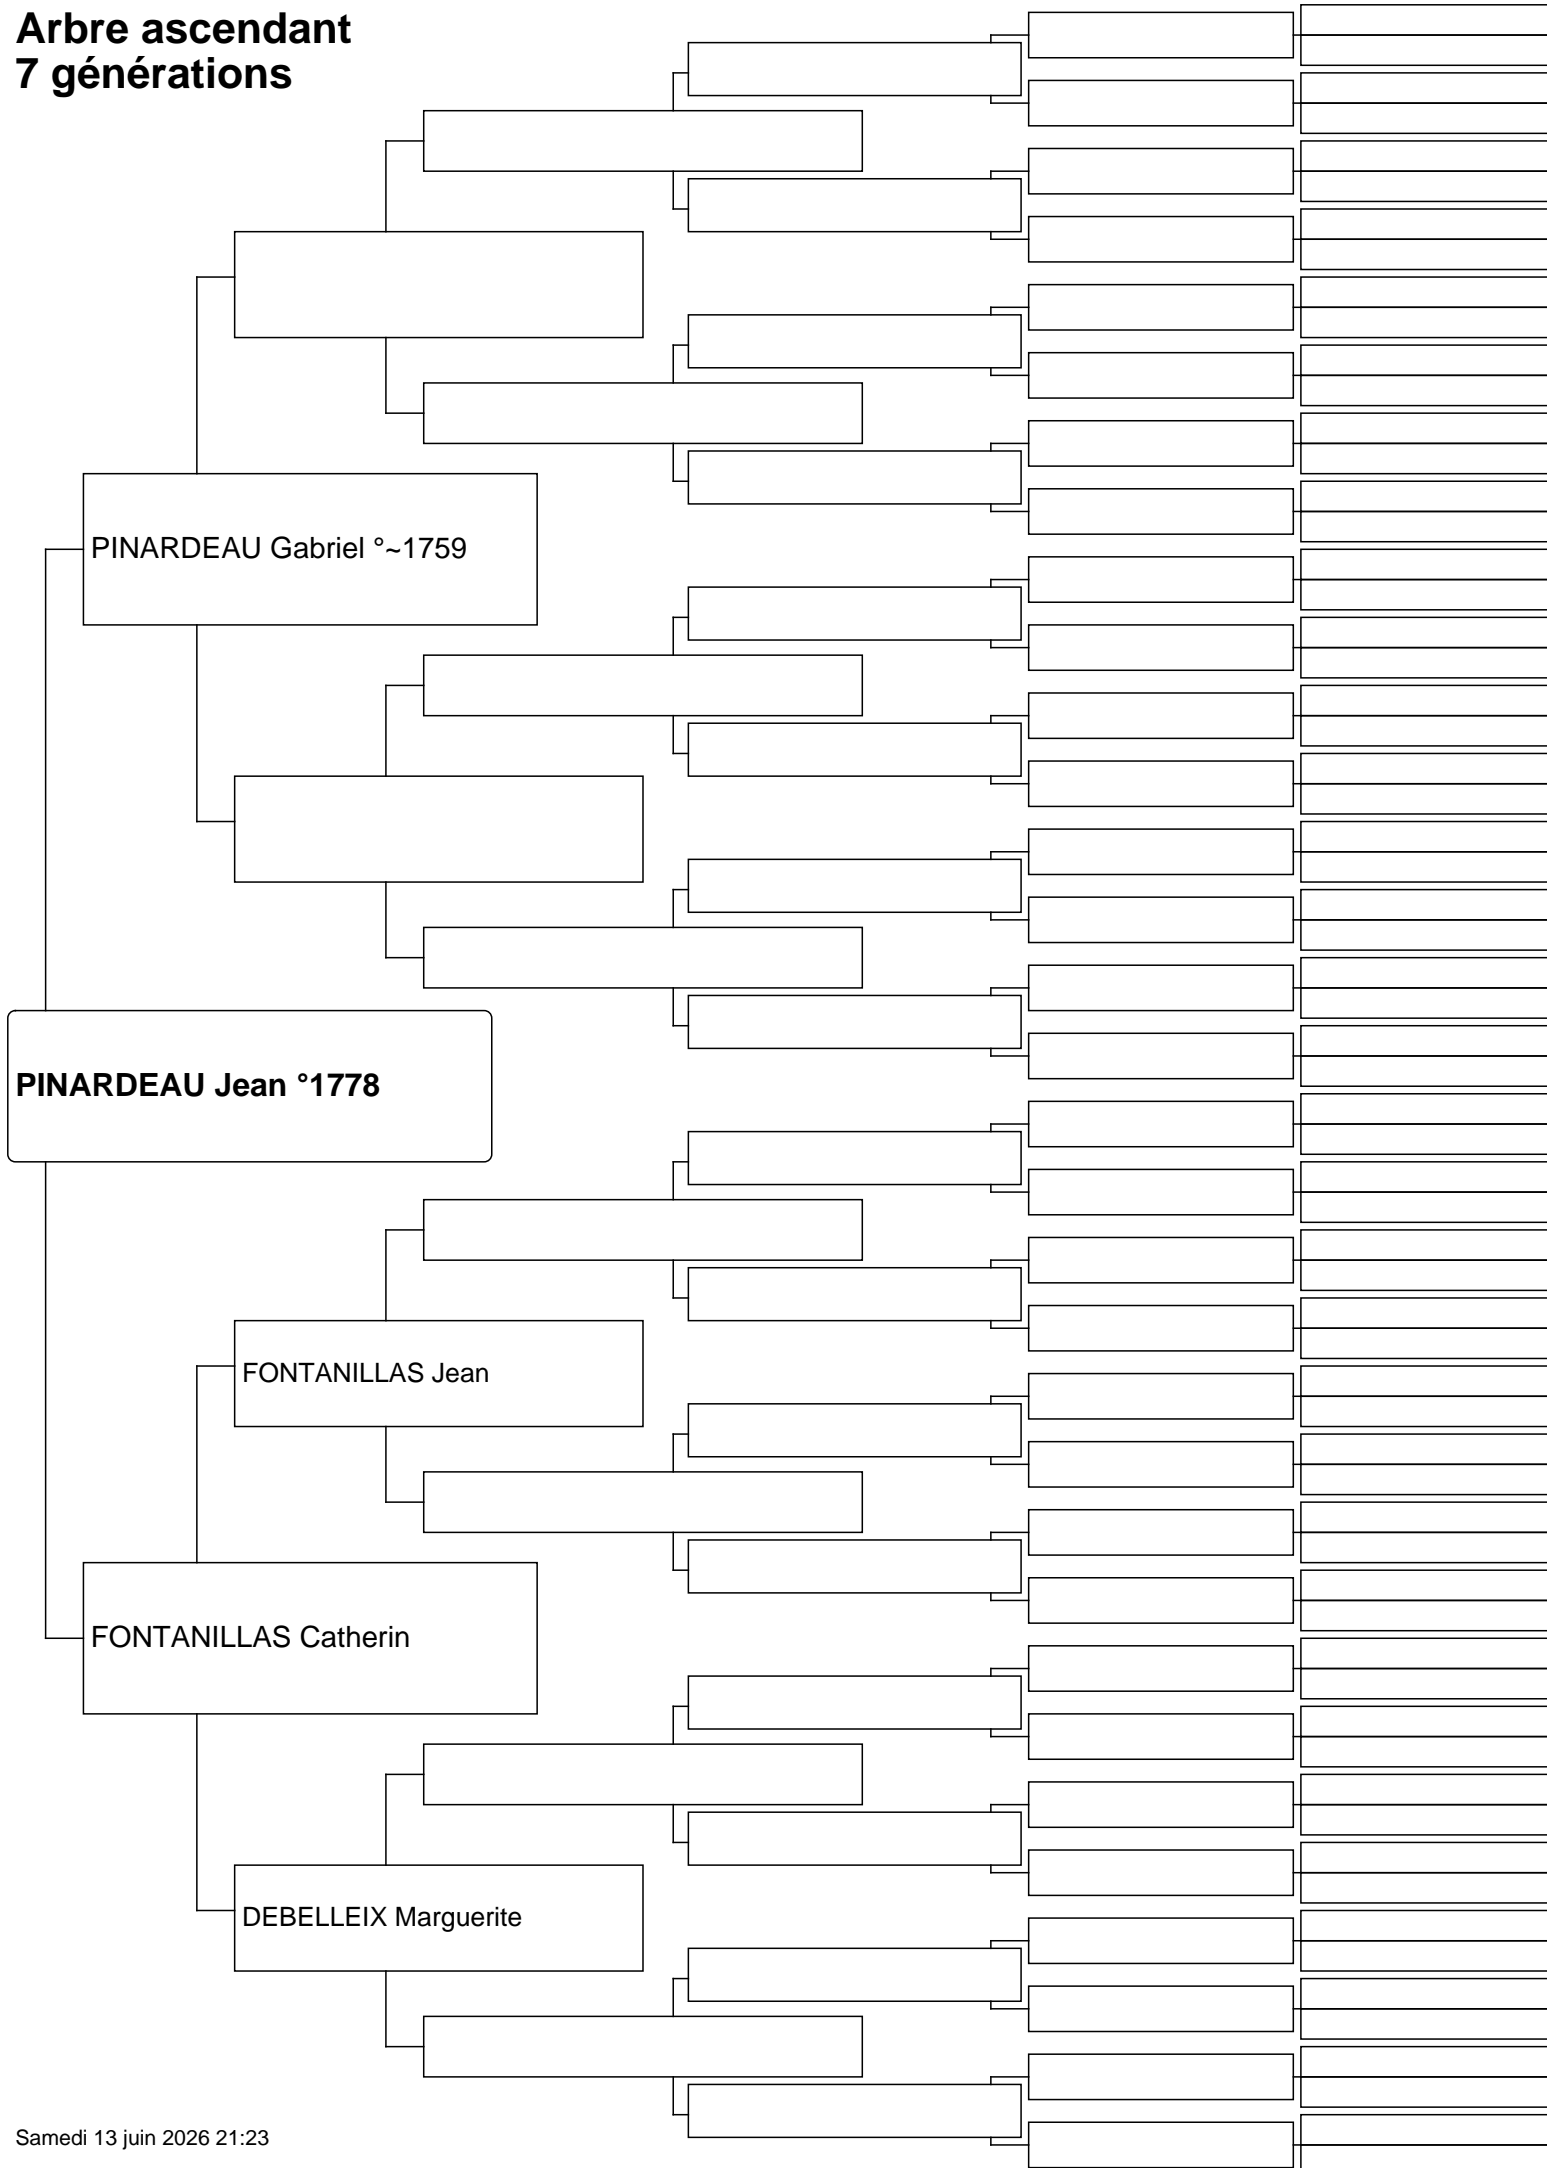 Arbre ascendant
7 générations
PINARDEAU Gabriel °~1759
PINARDEAU Jean °1778
FONTANILLAS Jean
FONTANILLAS Catherin
DEBELLEIX Marguerite
Samedi 13 juin 2026 21:23